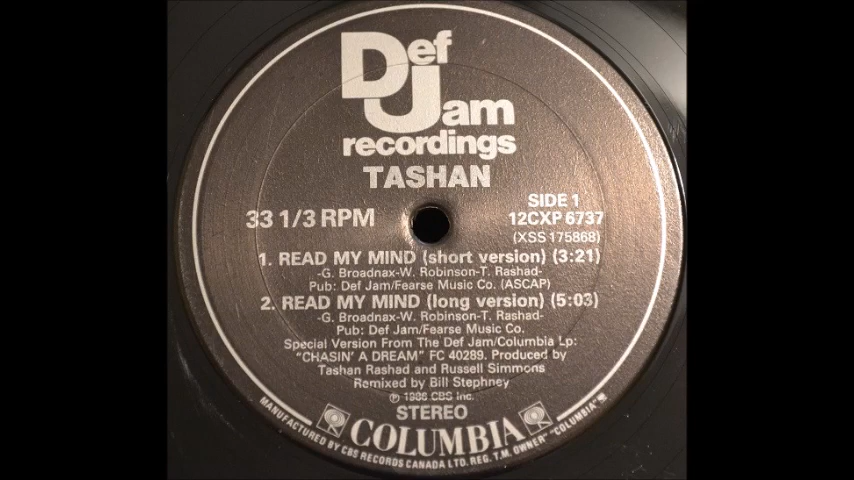 Def Jam
recordings
TASHAN
33 1/3 RPM
SIDE 1
12CXP 6737
(XSS 175868)
1. READ MY MIND (short version) (3:21)
-G. Broadnax-W. Robinson-T. Rashad-
Pub: Def Jam/Fearse Music Co. (ASCAP)
2. READ MY MIND (long version) (5:03)
-G. Broadnax-W. Robinson-T. Rashad-
Pub: Def Jam/Fearse Music Co.
Special Version From The Def Jam/Columbia Lp:
"CHASIN' A DREAM" FC 40289. Produced by
Tashan Rashad and Russell Simmons
Remixed by Bill Stephney
℗ 1986 CBS Inc.
STEREO
COLUMBIA
MANUFACTURED BY CBS RECORDS CANADA LTD. REG. T.M. OWNER "COLUMBIA"